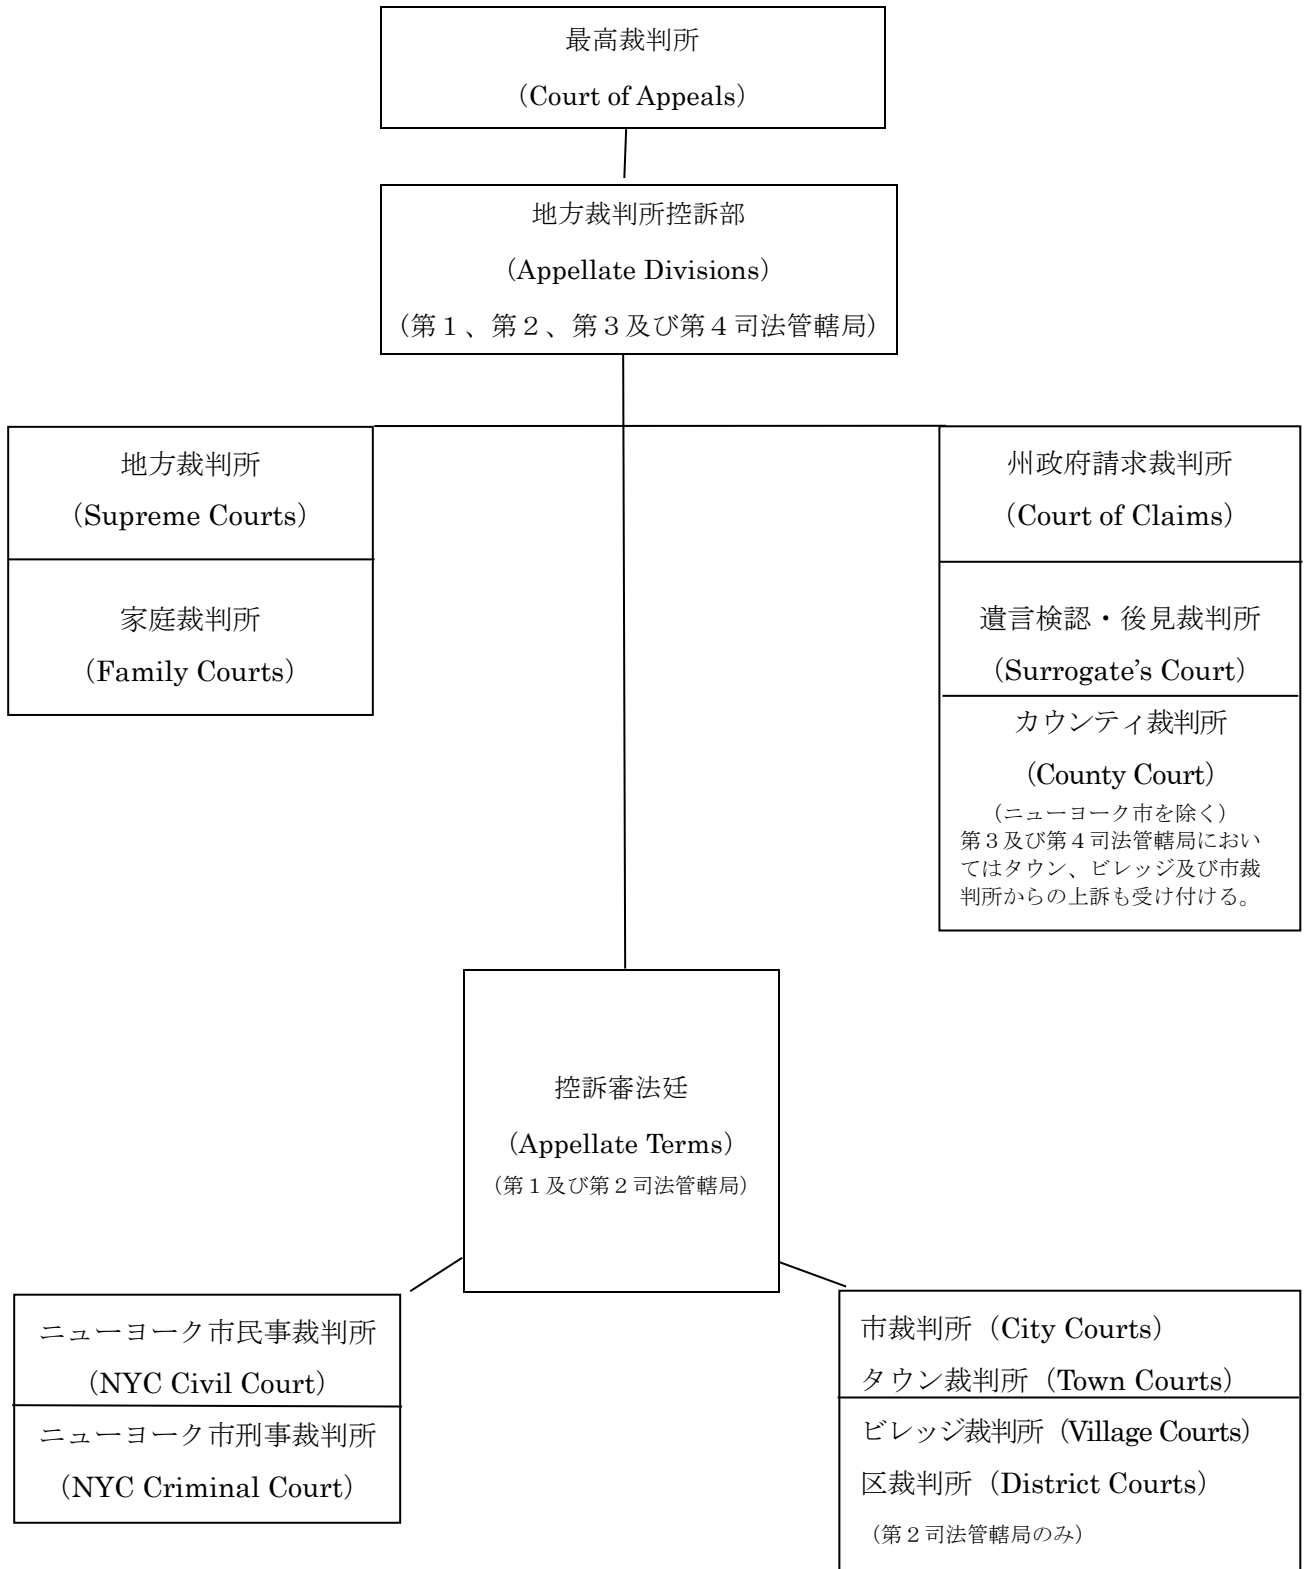 最高裁判所
（Court of Appeals）
地方裁判所控訴部
（Appellate Divisions）
（第１、第２、第３及び第４司法管轄局）
地方裁判所
（Supreme Courts）
家庭裁判所
（Family Courts）
州政府請求裁判所
（Court of Claims）
遺言検認・後見裁判所
（Surrogate’s Court）
カウンティ裁判所
（County Court）
（ニューヨーク市を除く）
第３及び第４司法管轄局におい
てはタウン、ビレッジ及び市裁
判所からの上訴も受け付ける。
控訴審法廷
（Appellate Terms）
（第１及び第２司法管轄局）
ニューヨーク市民事裁判所
（NYC Civil Court）
ニューヨーク市刑事裁判所
（NYC Criminal Court）
市裁判所（City Courts）
タウン裁判所（Town Courts）
ビレッジ裁判所（Village Courts）
区裁判所（District Courts）
（第２司法管轄局のみ）